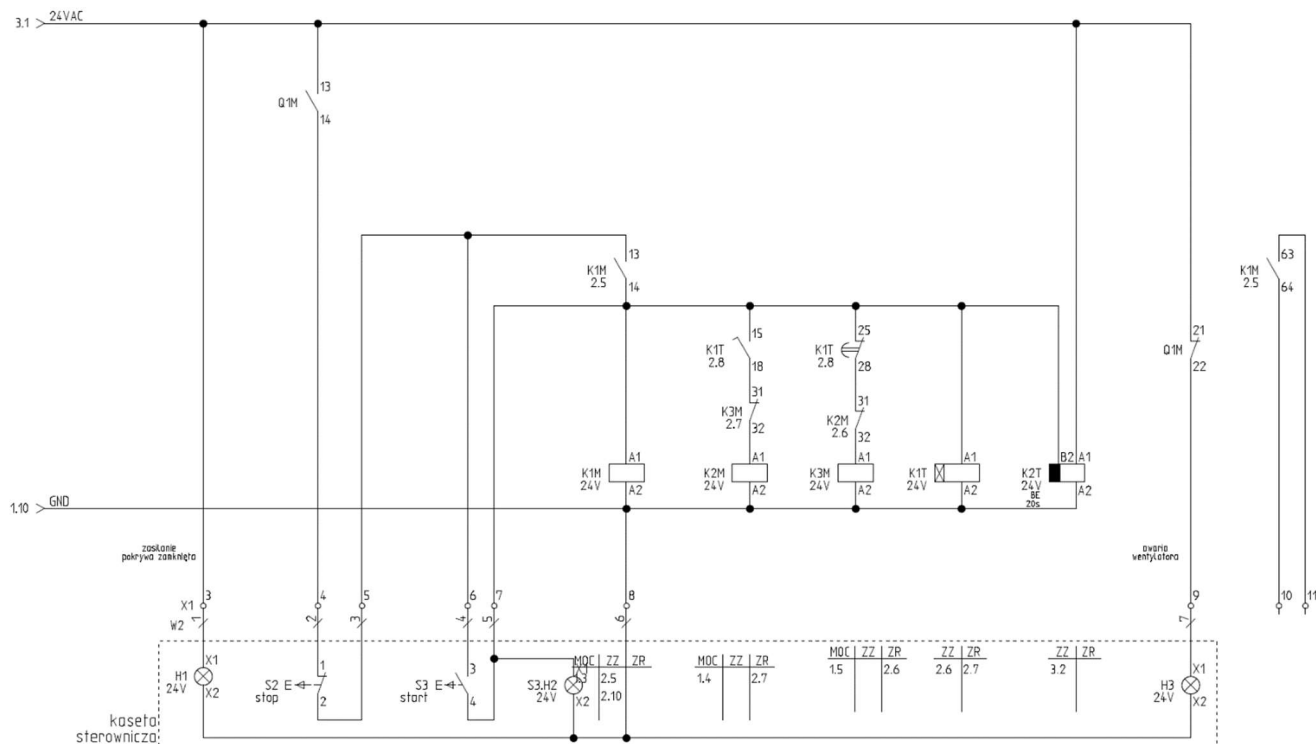 3.1 24VAC
13
Q1M
14
13
K1M
2.5
14
63
K1M
2.5
64
15
K1T
2.8
18
25
K1T
2.8
28
21
Q1M
22
31
K3M
2.7
32
31
K2M
2.6
32
A1
K1M
24V
A2
A1
K2M
24V
A2
A1
K3M
24V
A2
A1
K1T
24V
A2
B2 A1
K2T
24V
A2
BE
20s
1.10 GND
zasilanie
pokrywa zamknięta
awaria
wentylatora
X1 3 4 5 6 7 8 9 10 11
W2 1 2 3 4 5 6 7
X1
H1
24V
X2
1
S2 E
stop
2
3
S3 E
start
4
S3.H2
24V
X2
MOC ZZ ZR
1.3 2.5
2.10
MOC ZZ ZR
1.4 2.7
MOC ZZ ZR
1.5 2.6
ZZ ZR
2.6 2.7
ZZ ZR
3.2
X1
H3
24V
X2
kaseta
sterownicza